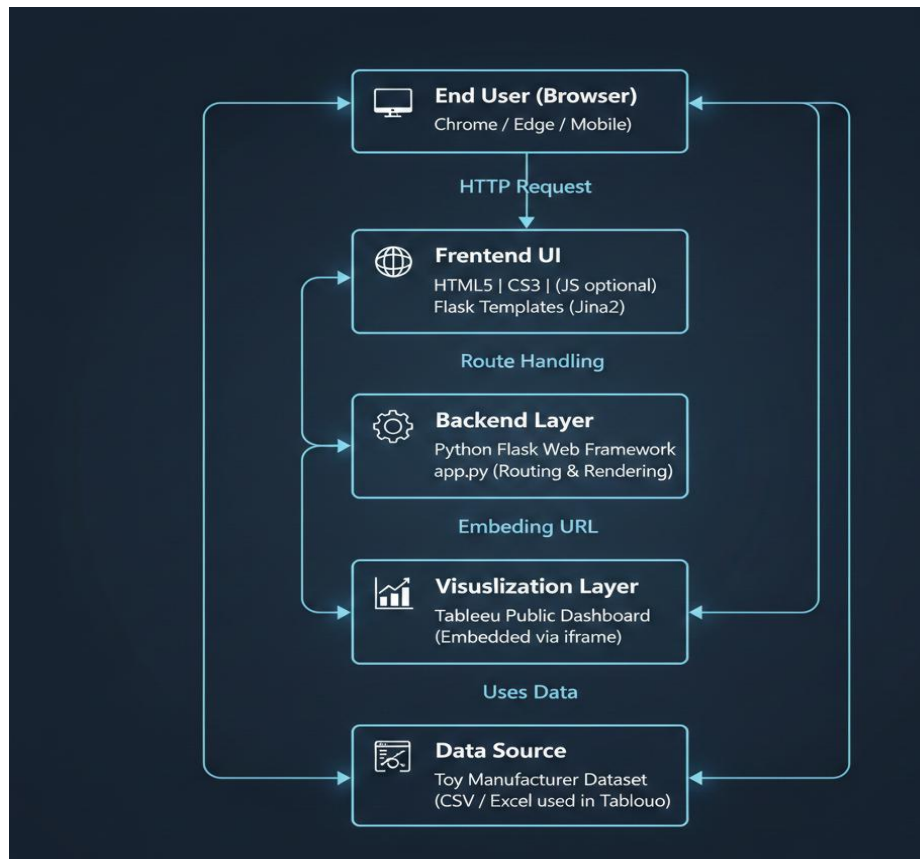 End User (Browser)
Chrome / Edge / Mobile)
HTTP Request
Frentend UI
HTML5 | CS3 | (JS optional)
Flask Templates (Jina2)
Route Handling
Backend Layer
Python Flask Web Framework
app.py (Routing & Rendering)
Embeding URL
Visuslization Layer
Tableeu Public Dashboard
(Embedded via iframe)
Uses Data
Data Source
Toy Manufacturer Dataset
(CSV / Excel used in Tablouo)